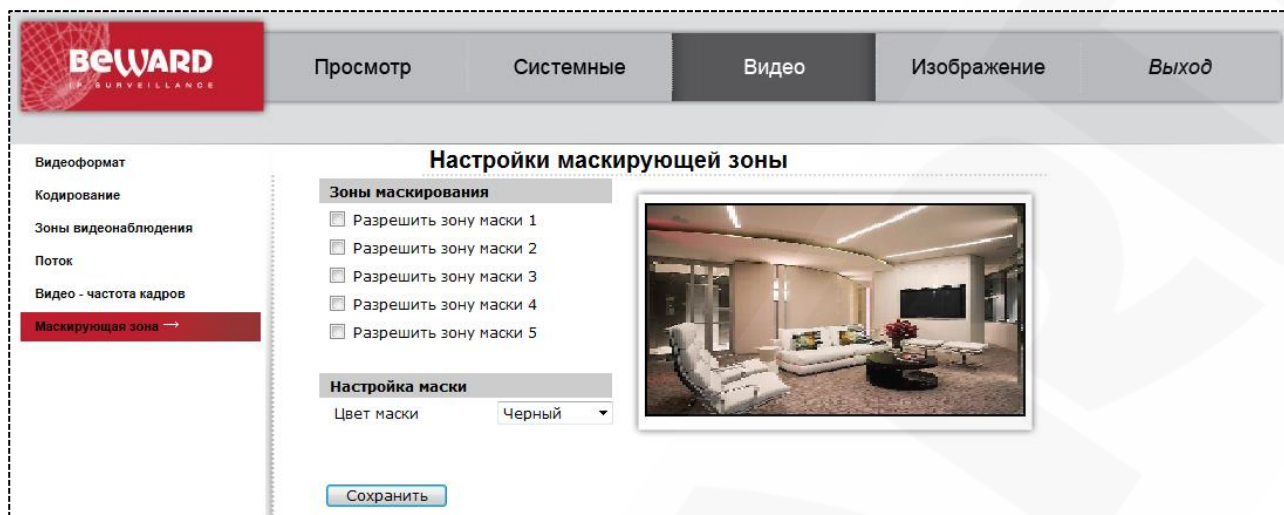 BEWARD
IP SURVEILLANCE
Просмотр
Системные
Видео
Изображение
Выход
Видеоформат
Кодирование
Зоны видеонаблюдения
Поток
Видео - частота кадров
Маскирующая зона →
Настройки маскирующей зоны
Зоны маскирования
Разрешить зону маски 1
Разрешить зону маски 2
Разрешить зону маски 3
Разрешить зону маски 4
Разрешить зону маски 5
Настройка маски
Цвет маски Черный
Сохранить